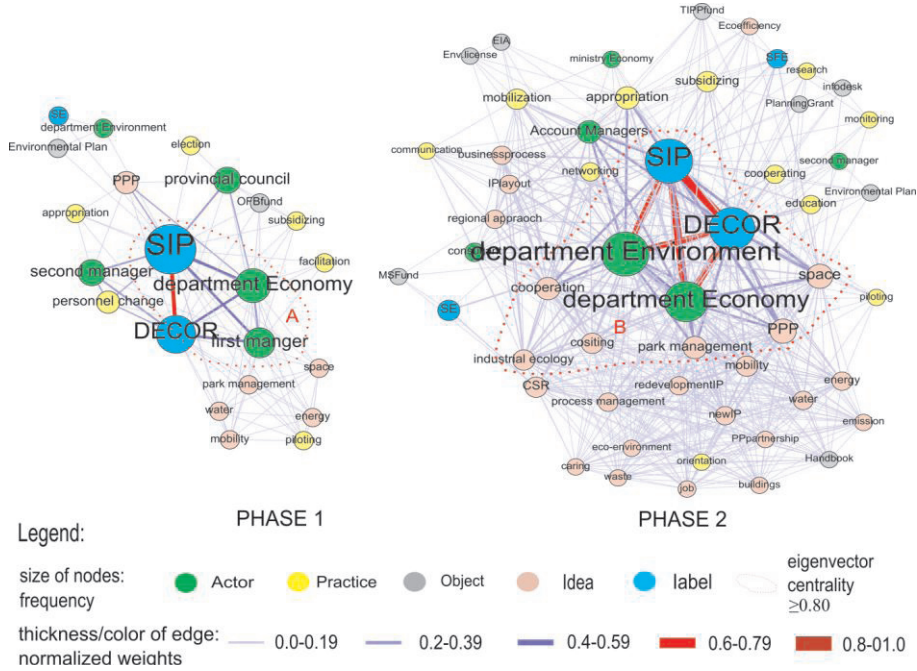 SE
department Environment
Environmental Plan
election
PPP
provincial council
OPBfund
appropriation
subsidizing
SIP
second manager
department Economy
facilitation
personnel change
A
DECOR
first manger
space
park management
water
energy
mobility
piloting
TIPPfund
EIA
Ecoefficiency
Env.license
ministry Economy
SFE
subsidizing
research
mobilization
appropriation
infodesk
PlanningGrant
Account Managers
monitoring
communication
businessprocess
SIP
second manager
networking
cooperating
IPlayout
Environmental Plan
education
regional appraoch
DECOR
department Environment
MSFund
space
cooperation
department Economy
piloting
SE
B
PPP
cositing
park management
industrial ecology
mobility
CSR
redevelopmentIP
energy
process management
water
newIP
emission
PPpartnership
eco-environment
Handbook
caring
orientation
waste
job
buildings
PHASE 1
PHASE 2
Legend:
size of nodes:
frequency
Actor
Practice
Object
Idea
label
eigenvector
centrality
≥0.80
thickness/color of edge:
normalized weights
0.0-0.19
0.2-0.39
0.4-0.59
0.6-0.79
0.8-01.0